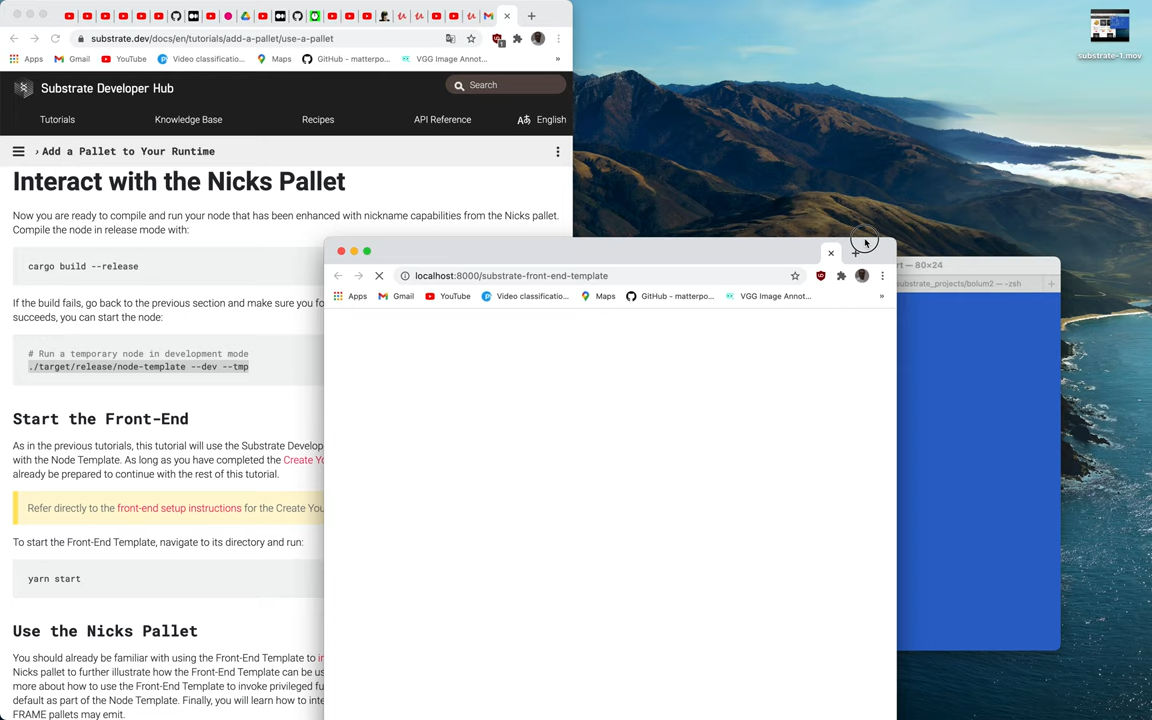 substrate.dev/docs/en/tutorials/add-a-pallet/use-a-pallet
Apps Gmail YouTube Video classificatio... Maps GitHub - matterpo... VGG Image Annot... »
Substrate Developer Hub
Search
Tutorials Knowledge Base Recipes API Reference English
› Add a Pallet to Your Runtime
Interact with the Nicks Pallet
Now you are ready to compile and run your node that has been enhanced with nickname capabilities from the Nicks pallet.
Compile the node in release mode with:
cargo build --release
If the build fails, go back to the previous section and make sure you fo
succeeds, you can start the node:
# Run a temporary node in development mode
./target/release/node-template --dev --tmp
Start the Front-End
As in the previous tutorials, this tutorial will use the Substrate Develop
with the Node Template. As long as you have completed the Create Yo
already be prepared to continue with the rest of this tutorial.
Refer directly to the front-end setup instructions for the Create You
To start the Front-End Template, navigate to its directory and run:
yarn start
Use the Nicks Pallet
You should already be familiar with using the Front-End Template to in
Nicks pallet to further illustrate how the Front-End Template can be us
more about how to use the Front-End Template to invoke privileged fu
default as part of the Node Template. Finally, you will learn how to inte
FRAME pallets may emit.
localhost:8000/substrate-front-end-template
Apps Gmail YouTube Video classificatio... Maps GitHub - matterpo... VGG Image Annot... »
rt — 80×24
substrate_projects/bolum2 — -zsh
substrate-1.mov